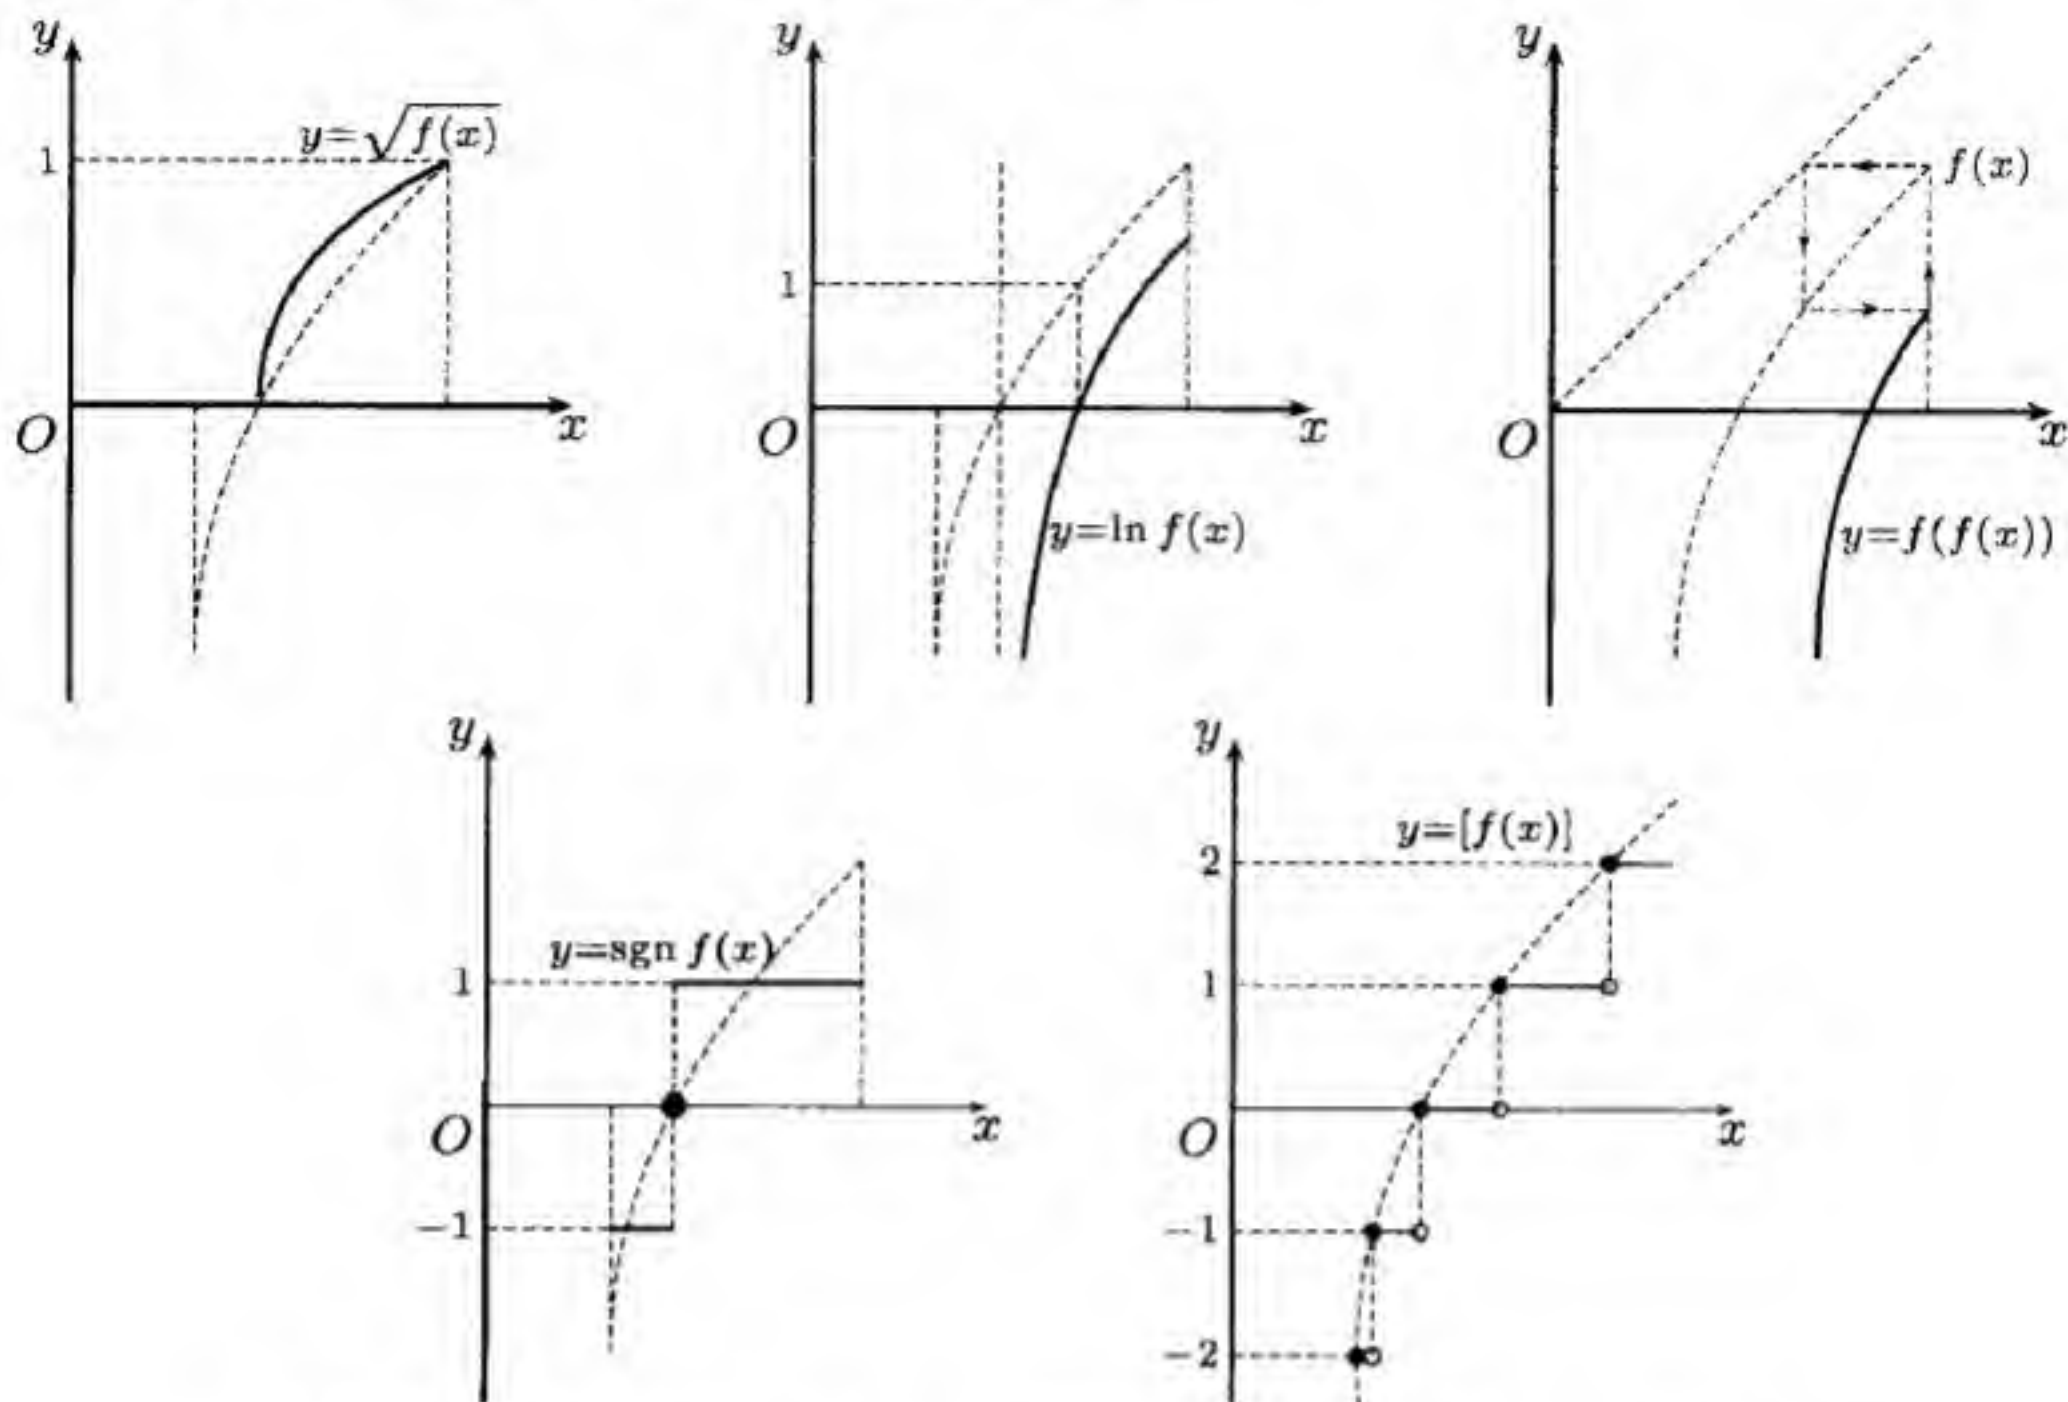 y
y=√f(x)
1
O
x
y
1
O
x
y=ln f(x)
y
f(x)
O
x
y=f(f(x))
y
y=sgn f(x)
1
O
x
−1
y
y=[f(x)]
2
1
O
x
−1
−2